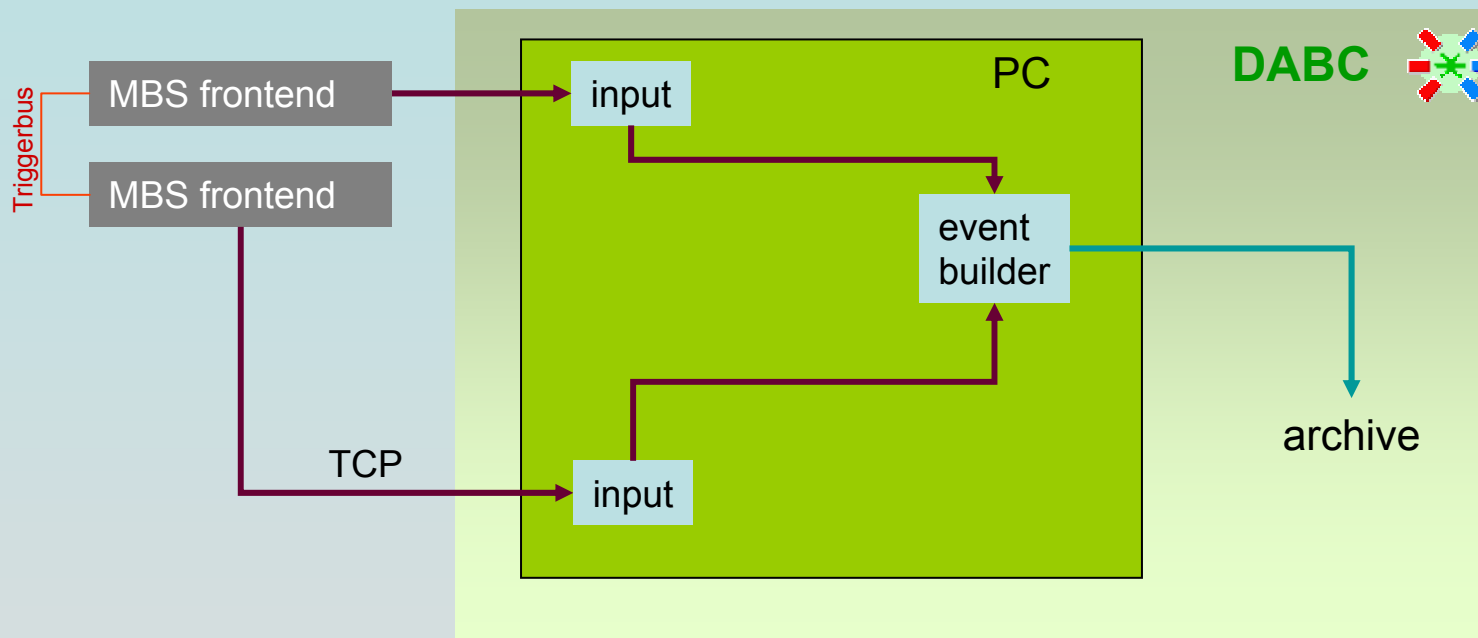 PC
DABC
MBS frontend
input
Triggerbus
MBS frontend
event
builder
archive
TCP
input